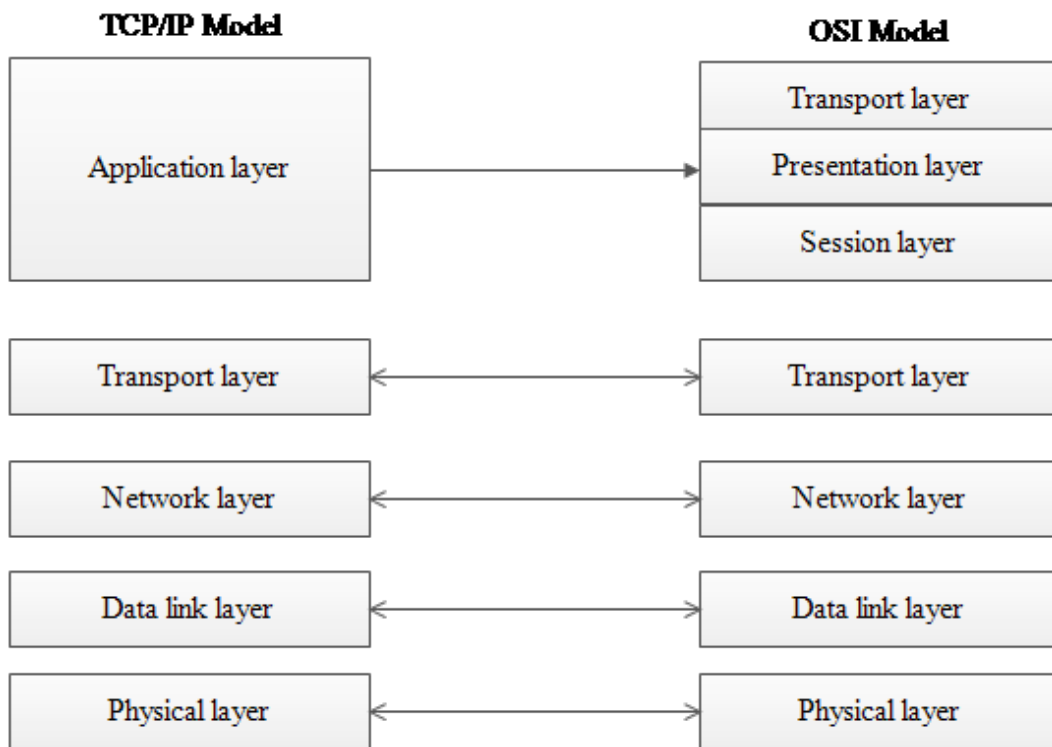 TCP/IP Model
OSI Model
Application layer
Transport layer
Presentation layer
Session layer
Transport layer
Transport layer
Network layer
Network layer
Data link layer
Data link layer
Physical layer
Physical layer